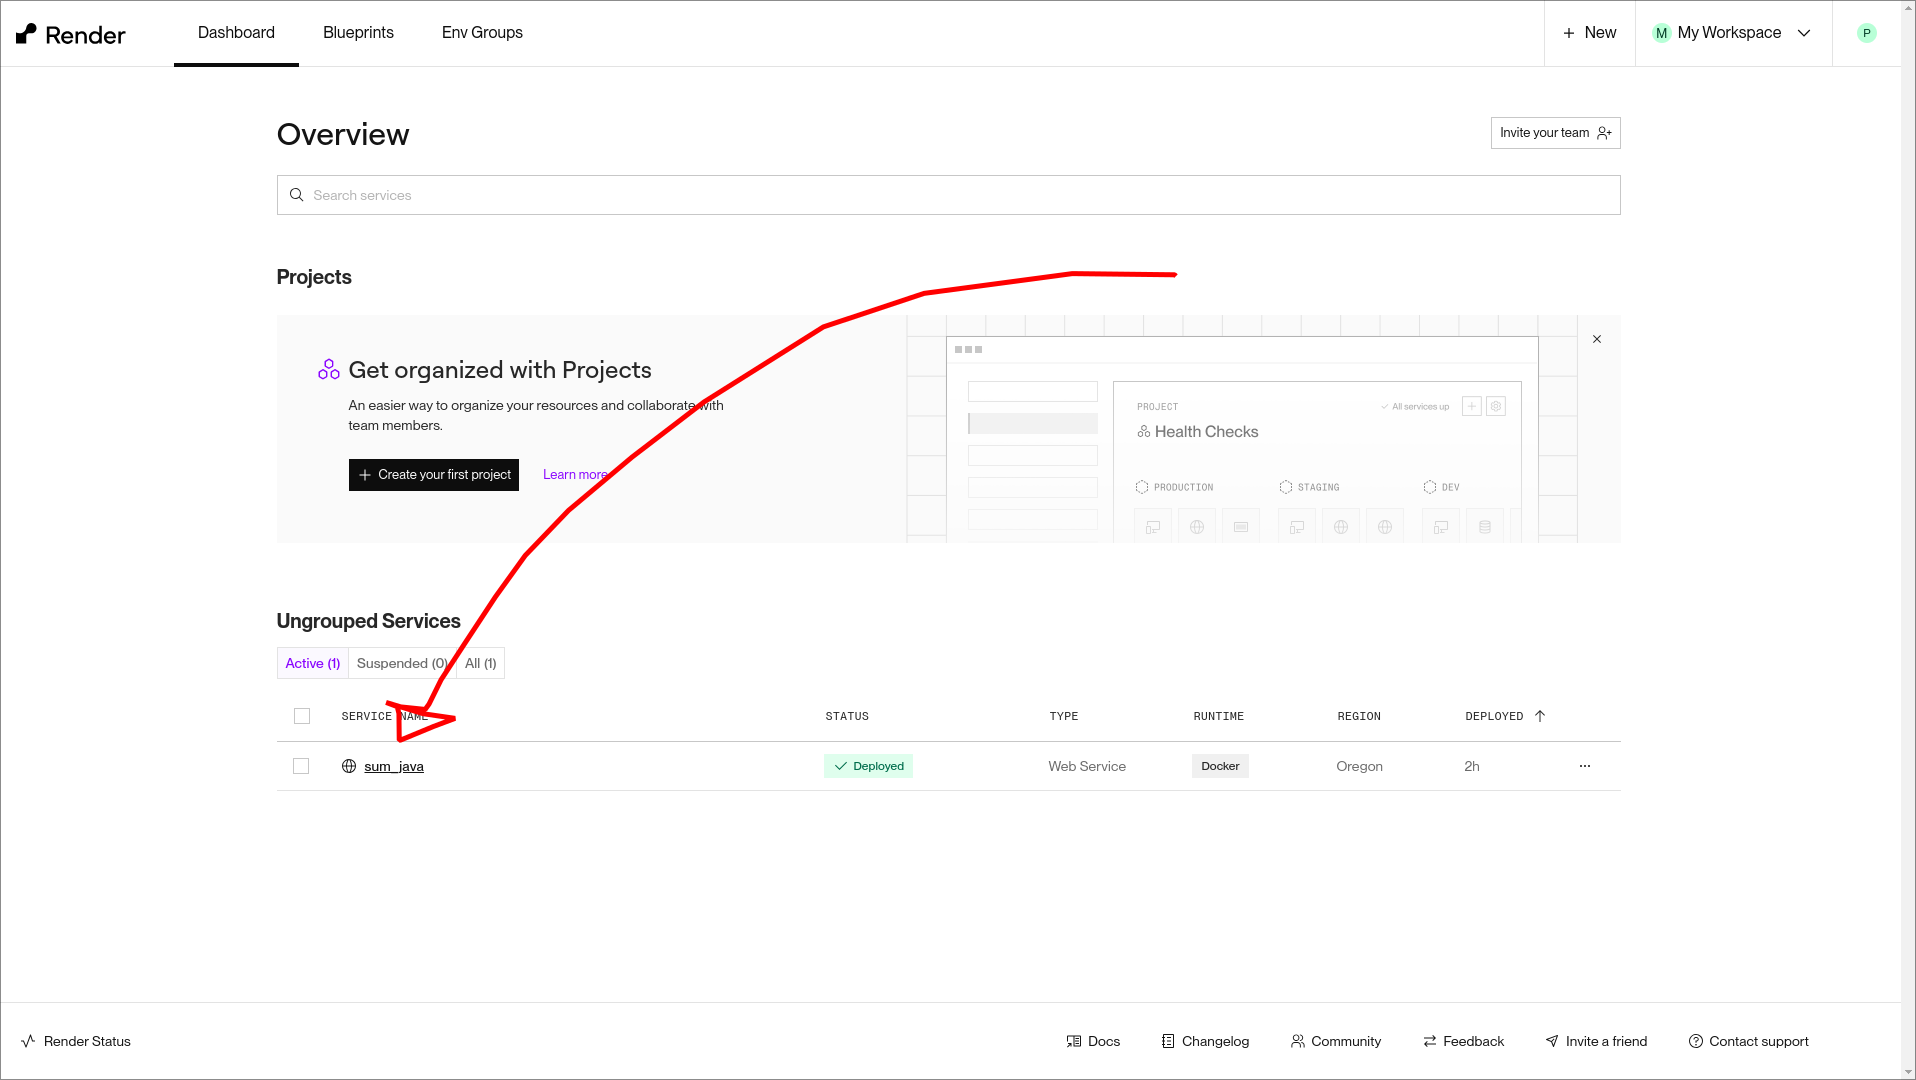 Render
Dashboard
Blueprints
Env Groups
+ New
M My Workspace
P
Overview
Invite your team
Search services
Projects
Get organized with Projects
An easier way to organize your resources and collaborate with
team members.
+ Create your first project
Learn more
PROJECT
All services up
Health Checks
PRODUCTION
STAGING
DEV
Ungrouped Services
Active (1)
Suspended (0)
All (1)
SERVICE NAME
STATUS
TYPE
RUNTIME
REGION
DEPLOYED
sum_java
Deployed
Web Service
Docker
Oregon
2h
Render Status
Docs
Changelog
Community
Feedback
Invite a friend
Contact support